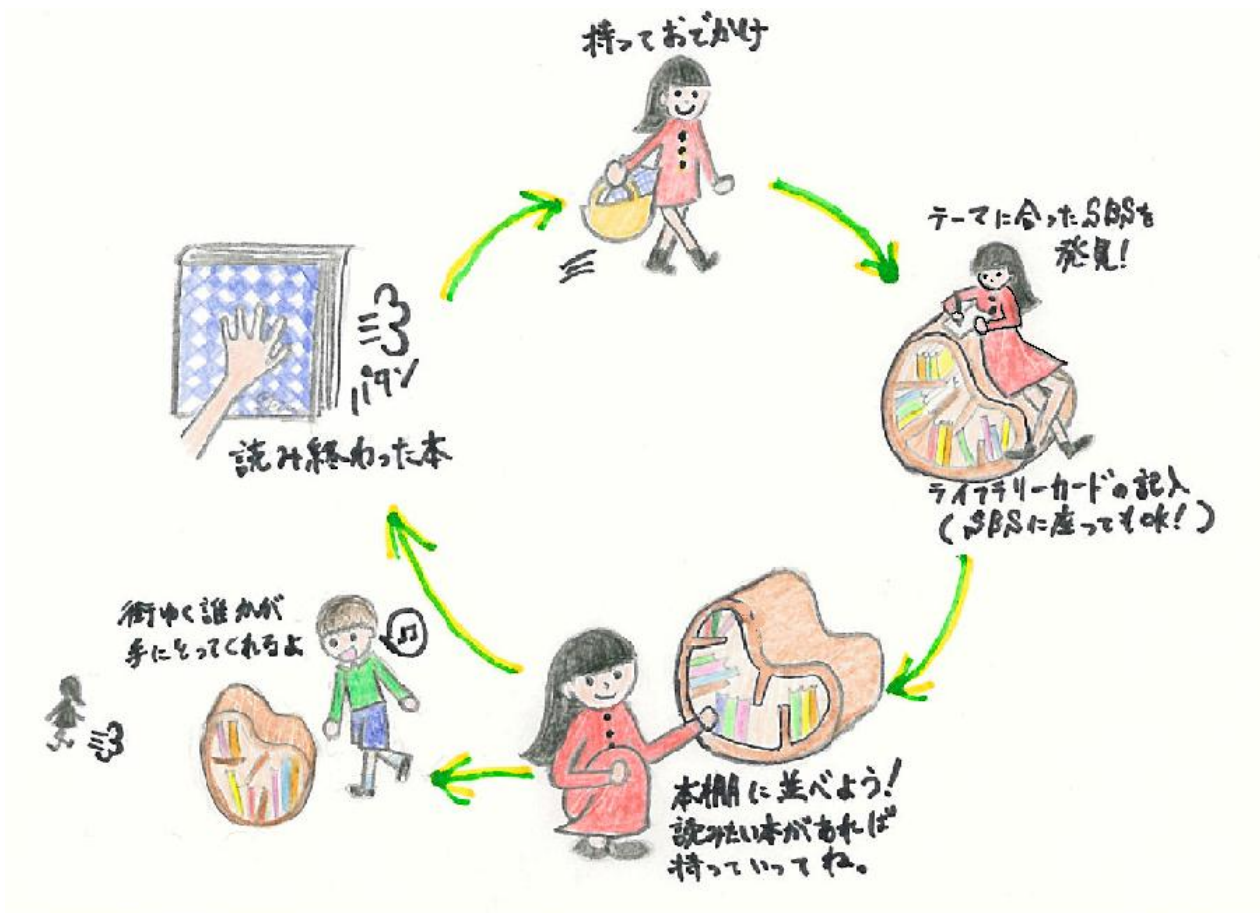 持っておでかけ
テーマに合ったSBSを
発見!
ライブラリーカードの記入
(SBSに座ってもok!)
本棚に並べよう!
読みたい本があれば
持っていってね。
街ゆく誰かが
手にとってくれるよ
読み終わった本
パタン